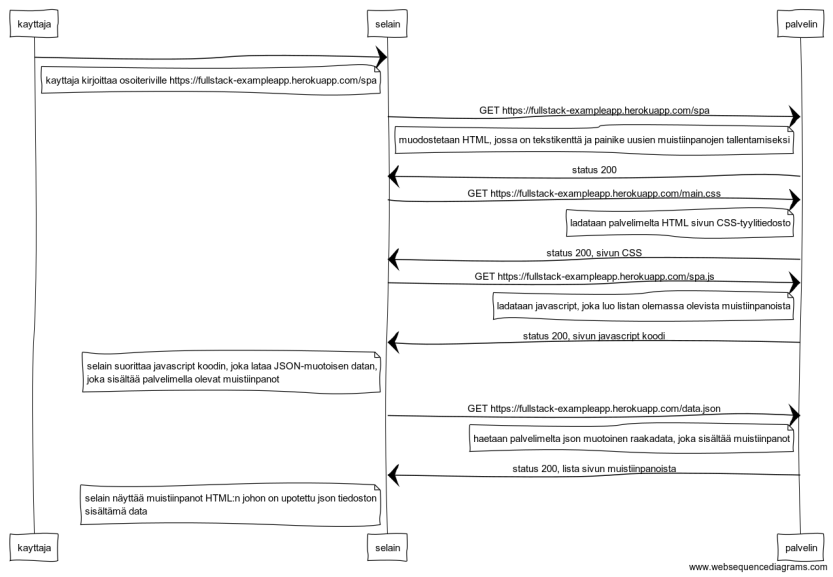 kayttaja
selain
palvelin
kayttaja kirjoittaa osoiteriville https://fullstack-exampleapp.herokuapp.com/spa
GET https://fullstack-exampleapp.herokuapp.com/spa
muodostetaan HTML, jossa on tekstikenttä ja painike uusien muistiinpanojen tallentamiseksi
status 200
GET https://fullstack-exampleapp.herokuapp.com/main.css
ladataan palvelimelta HTML sivun CSS-tyylitiedosto
status 200, sivun CSS
GET https://fullstack-exampleapp.herokuapp.com/spa.js
ladataan javascript, joka luo listan olemassa olevista muistiinpanoista
status 200, sivun javascript koodi
selain suorittaa javascript koodin, joka lataa JSON-muotoisen datan,
joka sisältää palvelimella olevat muistiinpanot
GET https://fullstack-exampleapp.herokuapp.com/data.json
haetaan palvelimelta json muotoinen raakadata, joka sisältää muistiinpanot
status 200, lista sivun muistiinpanoista
selain näyttää muistiinpanot HTML:n johon on upotettu json tiedoston
sisältämä data
kayttaja
selain
palvelin
www.websequencediagrams.com